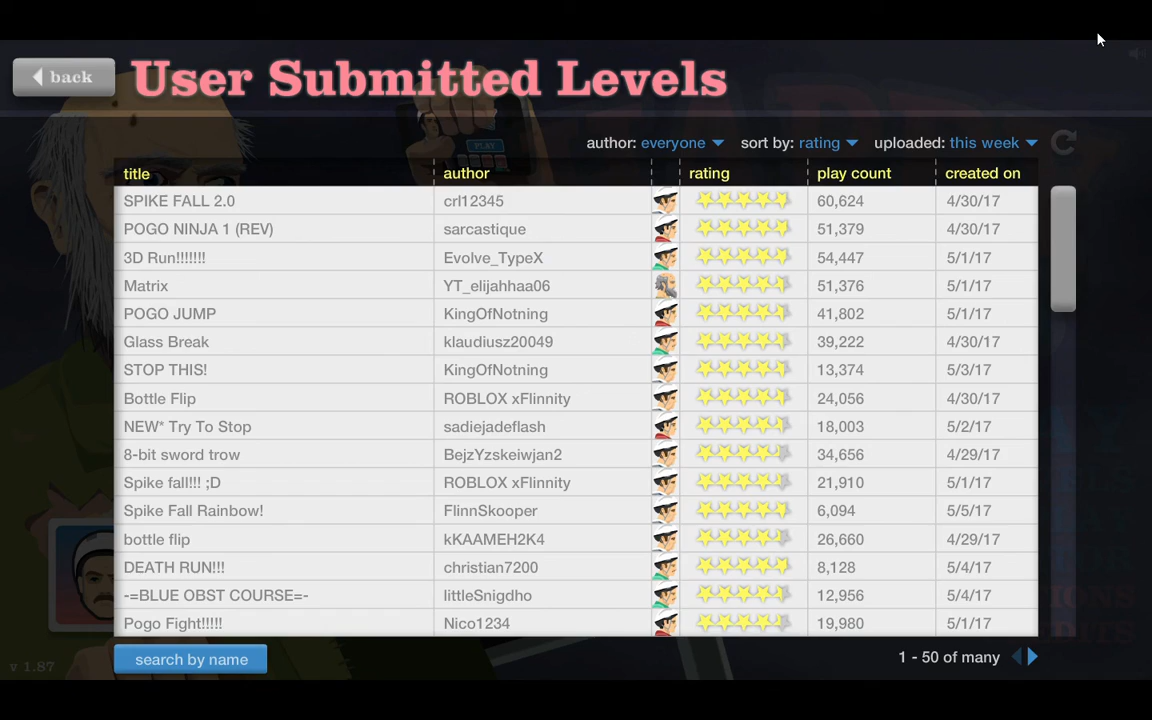 back
User Submitted Levels
author: everyone sort by: rating uploaded: this week
title author rating play count created on
SPIKE FALL 2.0 crl12345 60,624 4/30/17
POGO NINJA 1 (REV) sarcastique 51,379 4/30/17
3D Run!!!!!!! Evolve_TypeX 54,447 5/1/17
Matrix YT_elijahhaa06 51,376 5/1/17
POGO JUMP KingOfNotning 41,802 5/1/17
Glass Break klaudiusz20049 39,222 4/30/17
STOP THIS! KingOfNotning 13,374 5/3/17
Bottle Flip ROBLOX xFlinnity 24,056 4/30/17
NEW* Try To Stop sadiejadeflash 18,003 5/2/17
8-bit sword trow BejzYzskeiwjan2 34,656 4/29/17
Spike fall!!! ;D ROBLOX xFlinnity 21,910 5/1/17
Spike Fall Rainbow! FlinnSkooper 6,094 5/5/17
bottle flip kKAAMEH2K4 26,660 4/29/17
DEATH RUN!!! christian7200 8,128 5/4/17
-=BLUE OBST COURSE=- littleSnigdho 12,956 5/4/17
Pogo Fight!!!!! Nico1234 19,980 5/1/17
v 1.87 search by name 1 - 50 of many